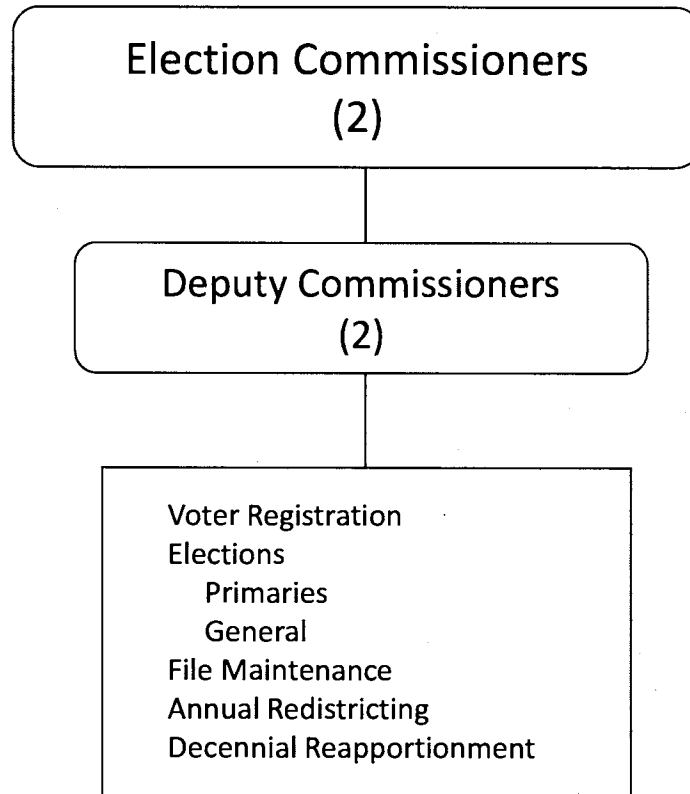 Election Commissioners
(2)
Deputy Commissioners
(2)
Voter Registration
Elections
Primaries
General
File Maintenance
Annual Redistricting
Decennial Reapportionment